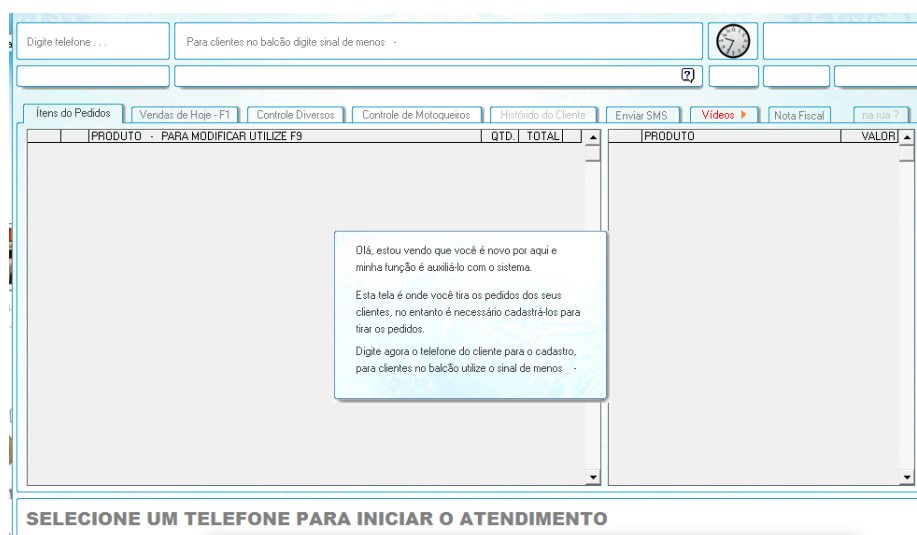 Digite telefone . . .
Para clientes no balcão digite sinal de menos -
?
Ítens do Pedidos
Vendas de Hoje - F1
Controle Diversos
Controle de Motoqueiros
Histórido do Cliente
Enviar SMS
Vídeos
Nota Fiscal
na rua ?
PRODUTO - PARA MODIFICAR UTILIZE F9
QTD.
TOTAL
PRODUTO
VALOR
Olá, estou vendo que você é novo por aqui e
minha função é auxiliá-lo com o sistema.
Esta tela é onde você tira os pedidos dos seus
clientes, no entanto é necessário cadastrá-los para
tirar os pedidos.
Digite agora o telefone do cliente para o cadastro,
para clientes no balcão utilize o sinal de menos -
SELECIONE UM TELEFONE PARA INICIAR O ATENDIMENTO